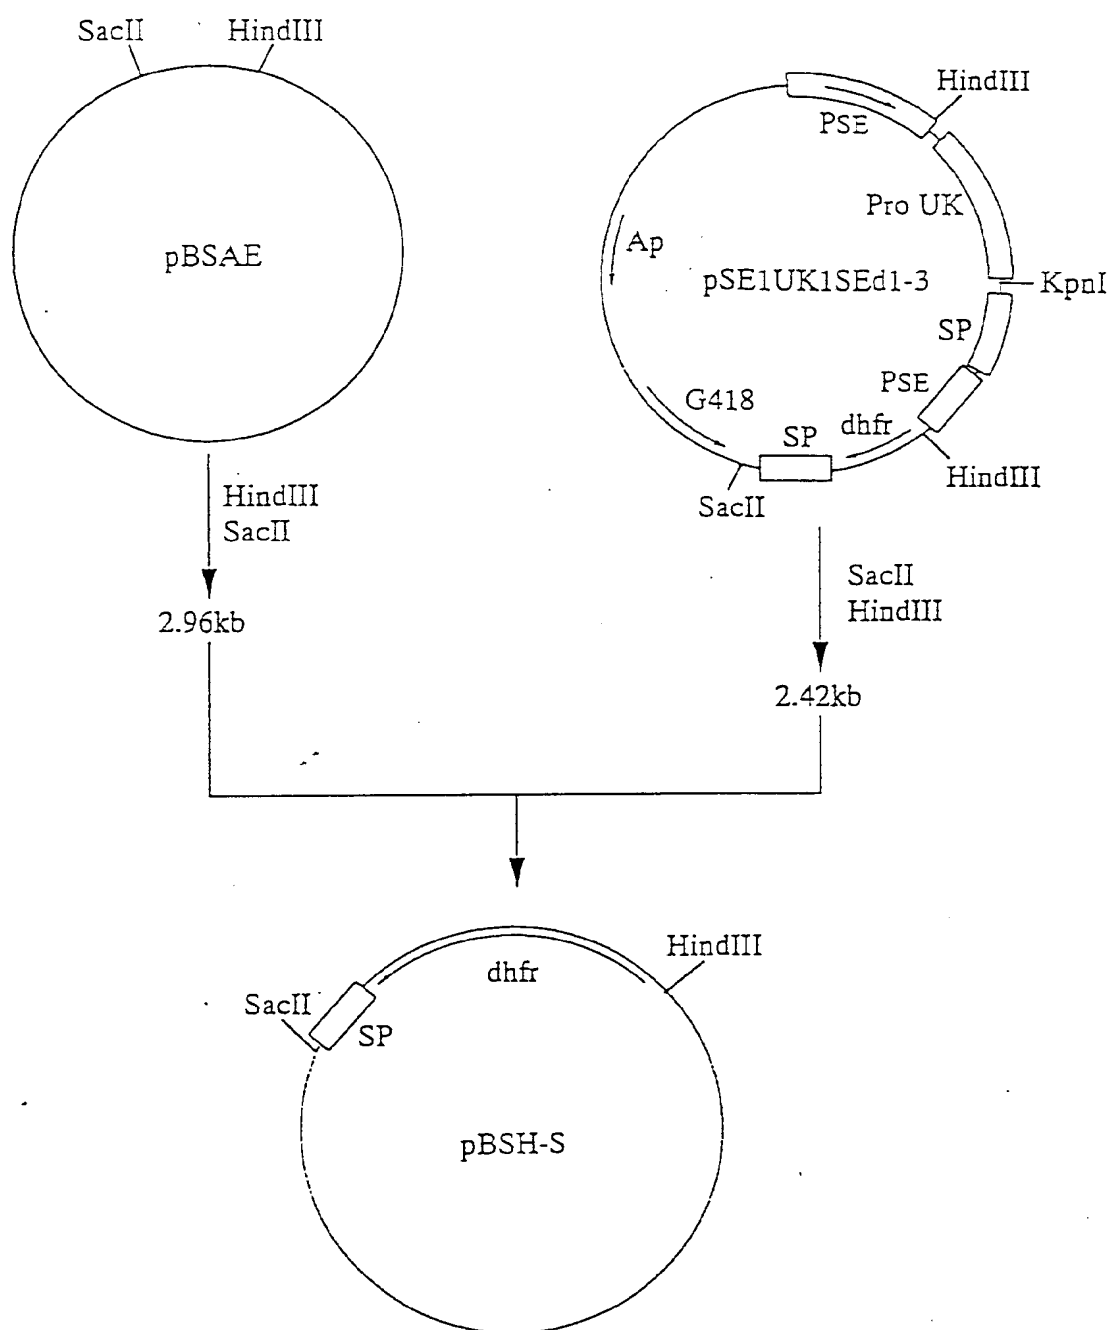 SacII
HindIII
pBSAE
HindIII
SacII
2.96kb
HindIII
PSE
Pro UK
Ap
pSE1UK1SEd1-3
KpnI
SP
PSE
G418
dhfr
SP
HindIII
SacII
SacII
HindIII
2.42kb
HindIII
dhfr
SacII
SP
pBSH-S